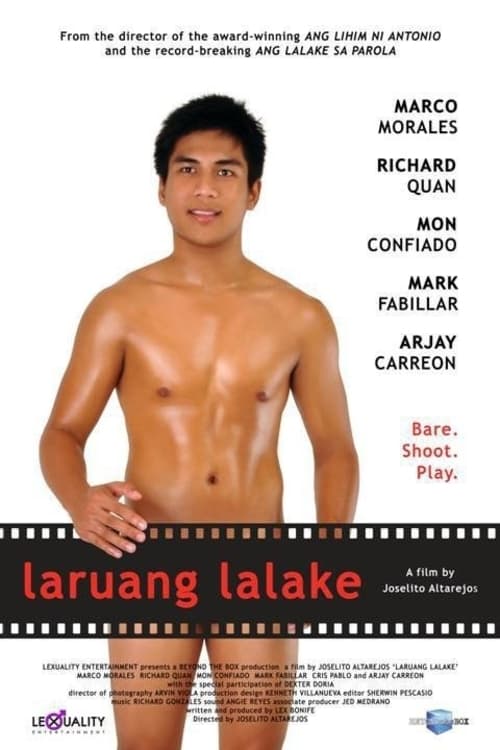 From the director of the award-winning ANG LIHIM NI ANTONIO
and the record-breaking ANG LALAKE SA PAROLA
MARCO
MORALES
RICHARD
QUAN
MON
CONFIADO
MARK
FABILLAR
ARJAY
CARREON
Bare.
Shoot.
Play.
laruang lalake
A film by
Joselito Altarejos
LEXUALITY ENTERTAINMENT presents a BEYOND THE BOX production a film by JOSELITO ALTAREJOS 'LARUANG LALAKE'
MARCO MORALES RICHARD QUAN MON CONFIADO MARK FABILLAR CRIS PABLO and ARJAY CARREON
with the special participation of DEXTER DORIA
director of photography ARVIN VIOLA production design KENNETH VILLANUEVA editor SHERWIN PESCASIO
music RICHARD GONZALES sound ANGIE REYES associate producer JED MEDRANO
written and produced by LEX BONIFE
Directed by JOSELITO ALTAREJOS
LEXUALITY
ENTERTAINMENT